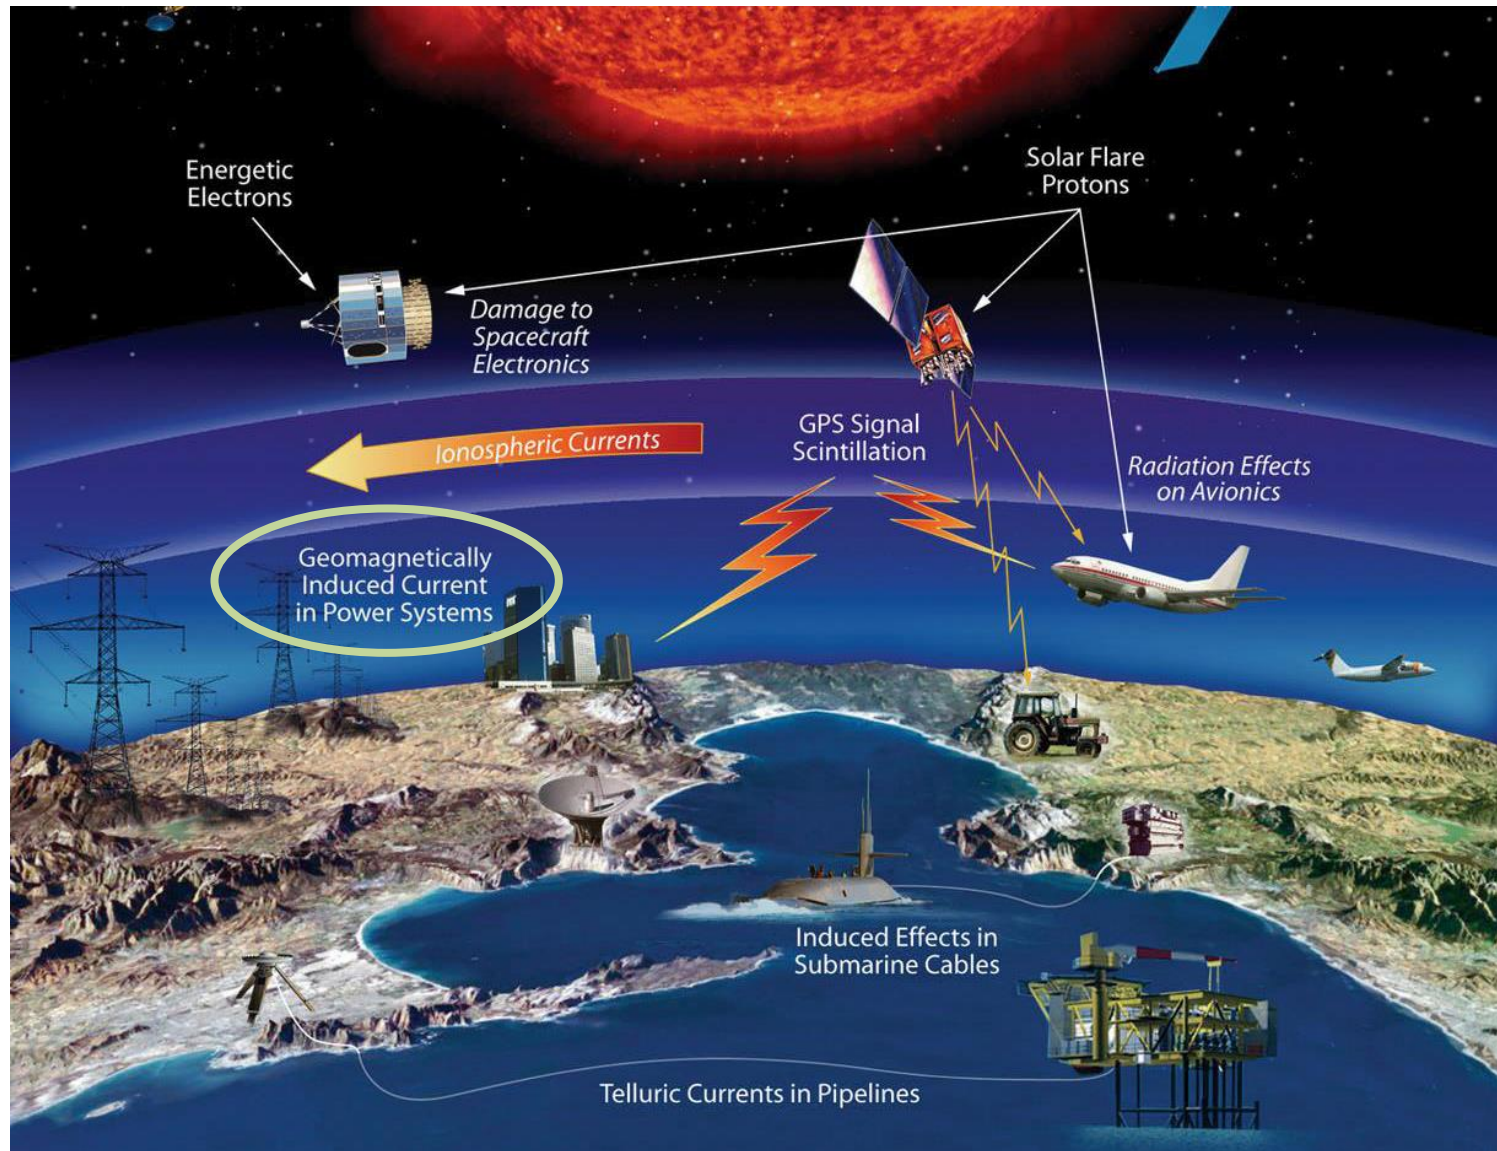 Energetic
Electrons
Solar Flare
Protons
Damage to
Spacecraft
Electronics
Ionospheric Currents
GPS Signal
Scintillation
Radiation Effects
on Avionics
Geomagnetically
Induced Current
in Power Systems
Induced Effects in
Submarine Cables
Telluric Currents in Pipelines